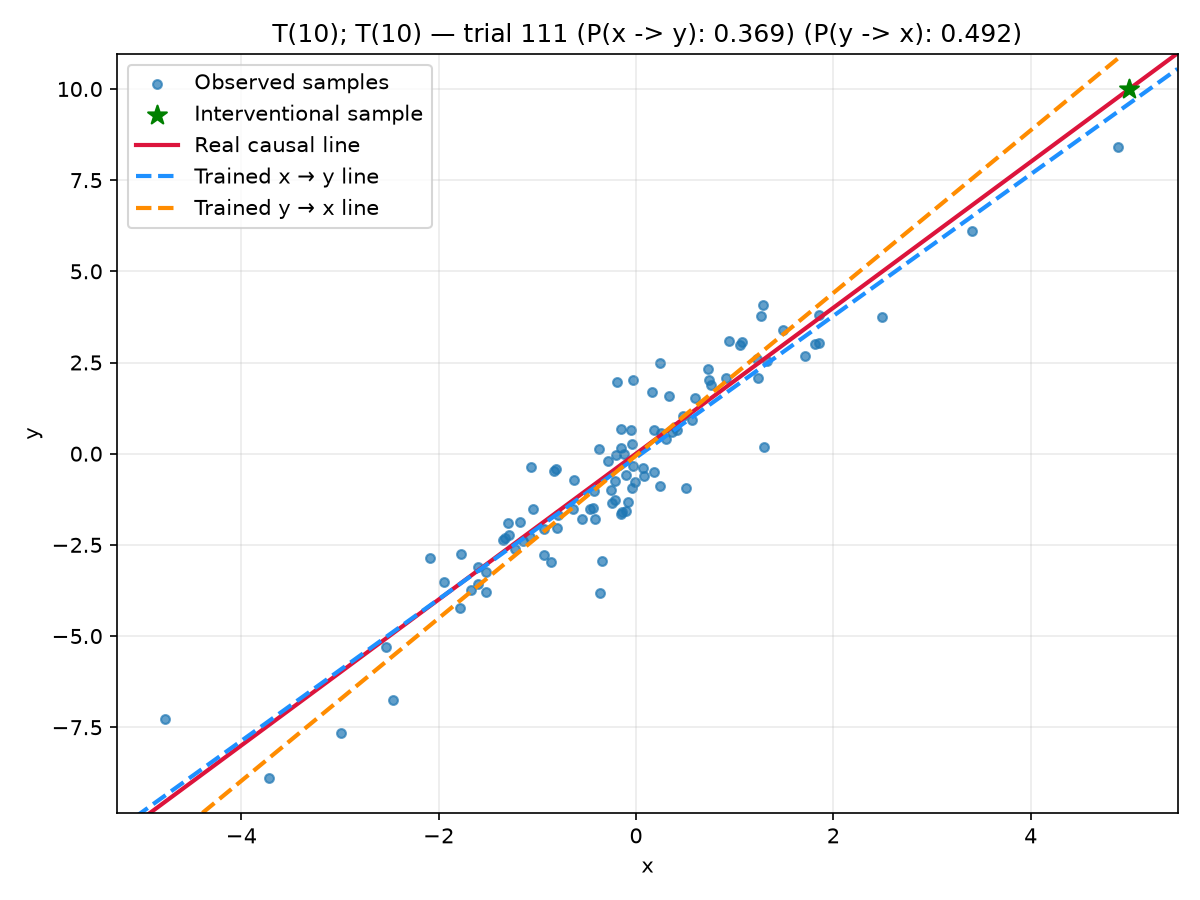 T(10); T(10) — trial 111 (P(x -> y): 0.369) (P(y -> x): 0.492)
Observed samples
Interventional sample
Real causal line
Trained x → y line
Trained y → x line
10.0
7.5
5.0
2.5
0.0
−2.5
−5.0
−7.5
y
−4
−2
0
2
4
x